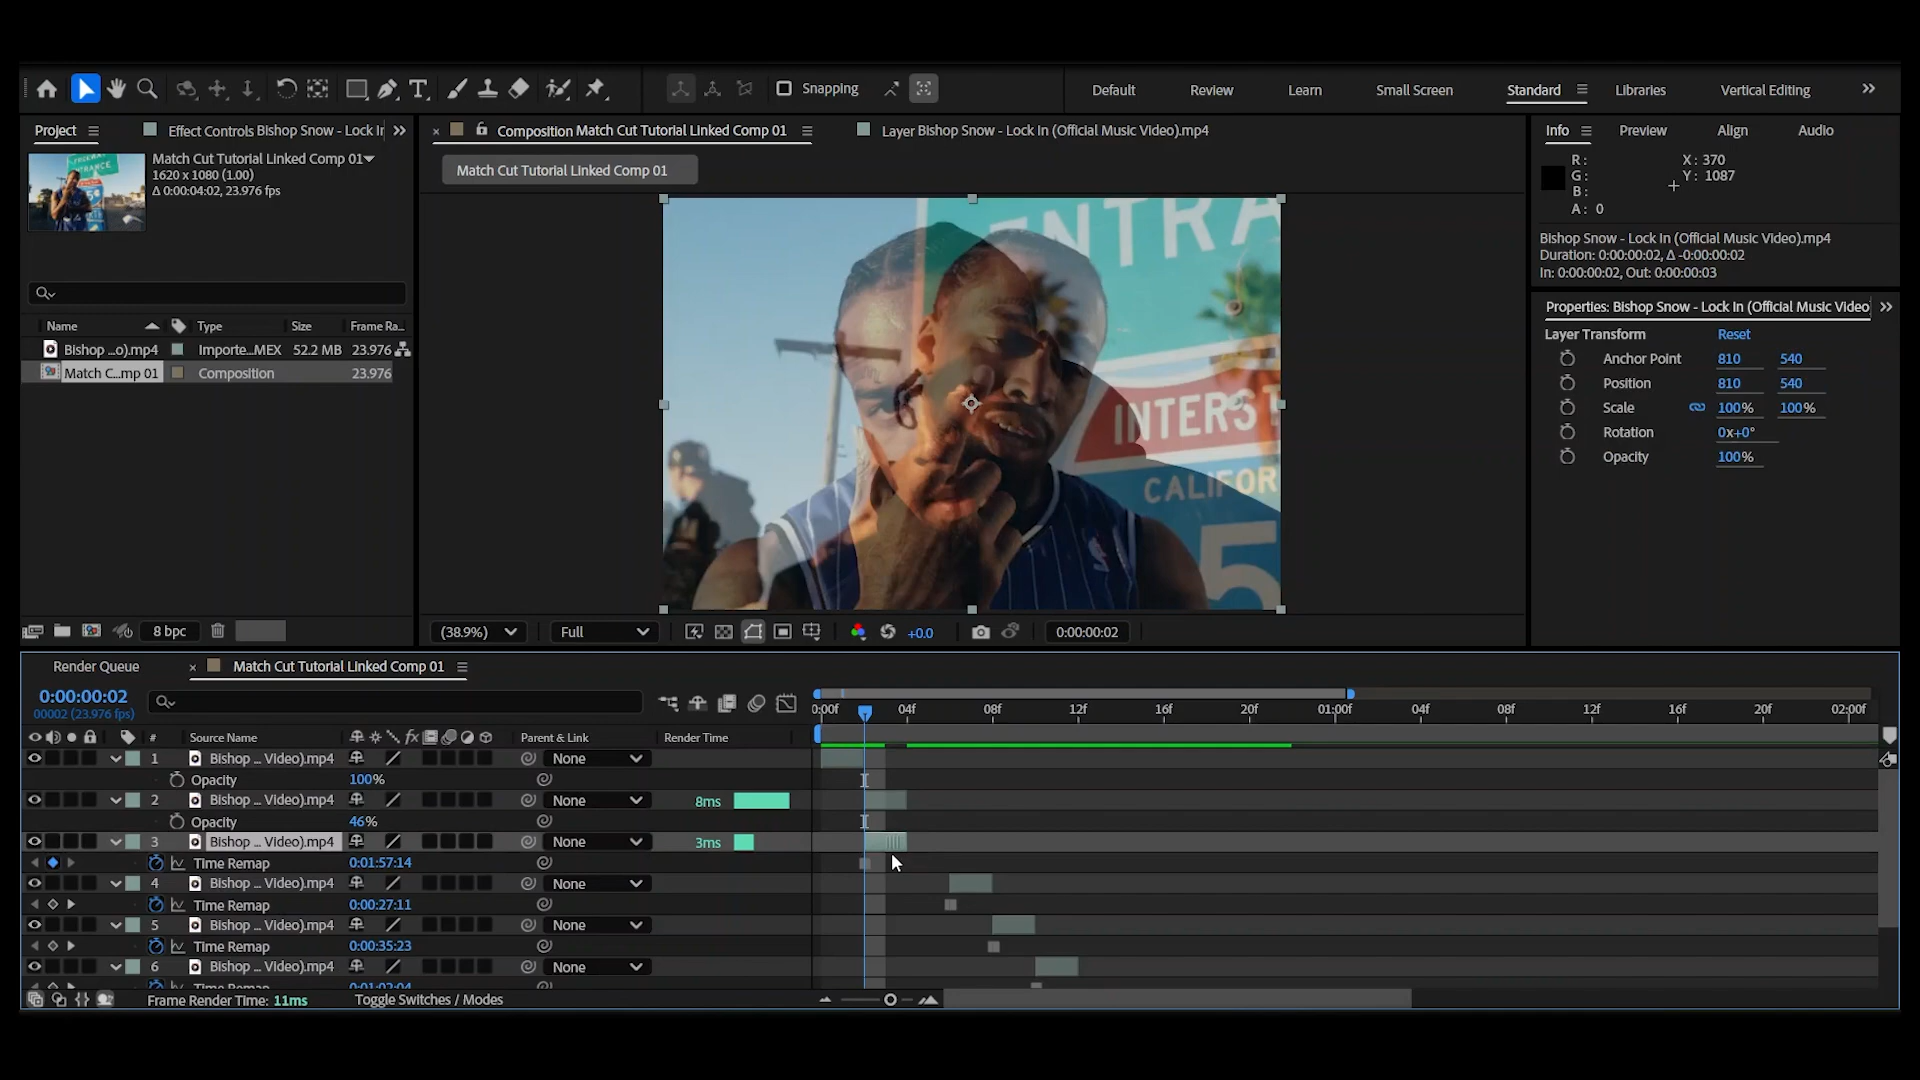 Snapping
Default
Review
Learn
Small Screen
Standard
Libraries
Vertical Editing
Project
Effect Controls Bishop Snow - Lock Ir
Composition Match Cut Tutorial Linked Comp 01
Layer Bishop Snow - Lock In (Official Music Video).mp4
Info
Preview
Align
Audio
Match Cut Tutorial Linked Comp 01
1620 x 1080 (1.00)
Δ 0:00:04:02, 23.976 fps
Match Cut Tutorial Linked Comp 01
R :
G :
B :
A : 0
X : 370
Y : 1087
FREEWAY
ENTRANCE
5
ENTRA
INTERST
CALIFOR
5
Bishop Snow - Lock In (Official Music Video).mp4
Duration: 0:00:00:02, Δ -0:00:00:02
In: 0:00:00:02, Out: 0:00:00:03
Properties: Bishop Snow - Lock In (Official Music Video)
Layer Transform Reset
Anchor Point 810 540
Position 810 540
Scale 100% 100%
Rotation 0x+0°
Opacity 100%
Name Type Size Frame Ra...
Bishop ...o).mp4 Importe...MEX 52.2 MB 23.976
Match C...mp 01 Composition 23.976
8 bpc
(38.9%)
Full
+0.0
0:00:00:02
Render Queue
Match Cut Tutorial Linked Comp 01
0:00:00:02
00002 (23.976 fps)
0:00f 04f 08f 12f 16f 20f 01:00f 04f 08f 12f 16f 20f 02:00f
# Source Name fx Parent & Link Render Time
1 Bishop ... Video).mp4 None
Opacity 100%
2 Bishop ... Video).mp4 None 8ms
Opacity 46%
3 Bishop ... Video).mp4 None 3ms
Time Remap 0:01:57:14
4 Bishop ... Video).mp4 None
Time Remap 0:00:27:11
5 Bishop ... Video).mp4 None
Time Remap 0:00:35:23
6 Bishop ... Video).mp4 None
Time Remap 0:01:02:04
Frame Render Time: 11ms
Toggle Switches / Modes